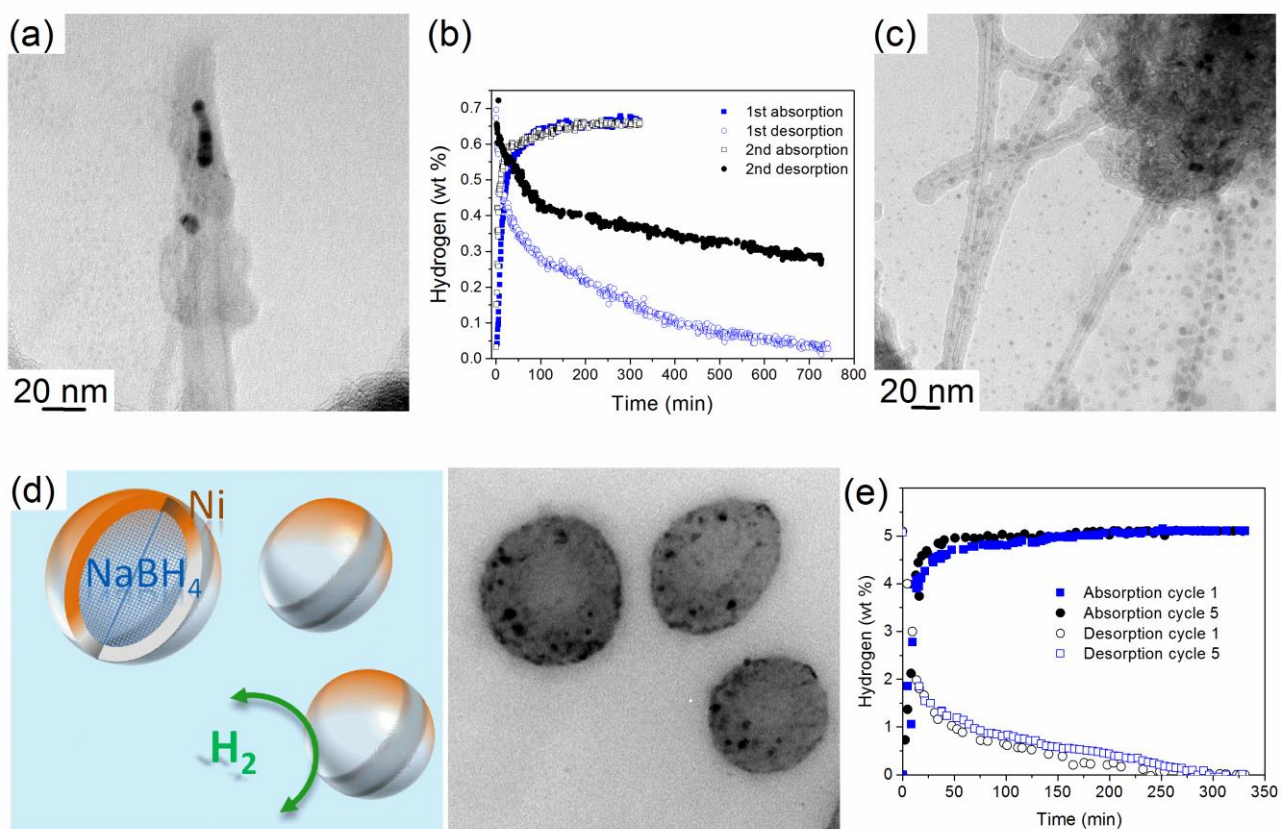 (a)
20 nm
(b)
Hydrogen (wt %)
0.7
0.6
0.5
0.4
0.3
0.2
0.1
0.0
0 100 200 300 400 500 600 700 800
Time (min)
1st absorption
1st desorption
2nd absorption
2nd desorption
(c)
20 nm
(d)
Ni
NaBH4
H2
(e)
Hydrogen (wt %)
5
4
3
2
1
0
0 50 100 150 200 250 300 350
Time (min)
Absorption cycle 1
Absorption cycle 5
Desorption cycle 1
Desorption cycle 5